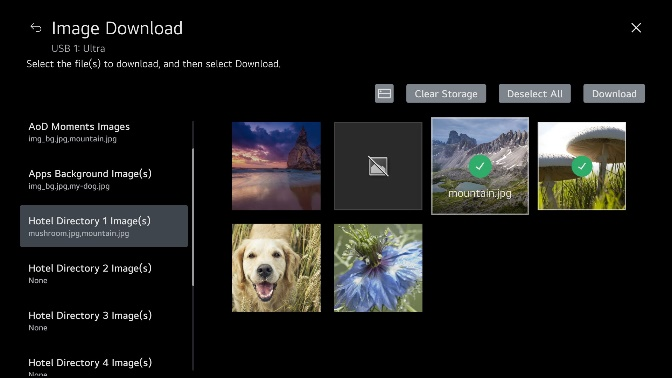 Image Download
USB 1: Ultra
Select the file(s) to download, and then select Download.
Clear Storage
Deselect All
Download
AoD Moments Images
img_bg.jpg,mountain.jpg
Apps Background Image(s)
img_bg.jpg,my-dog.jpg
Hotel Directory 1 Image(s)
mushroom.jpg,mountain.jpg
Hotel Directory 2 Image(s)
None
Hotel Directory 3 Image(s)
None
Hotel Directory 4 Image(s)
None
mountain.jpg